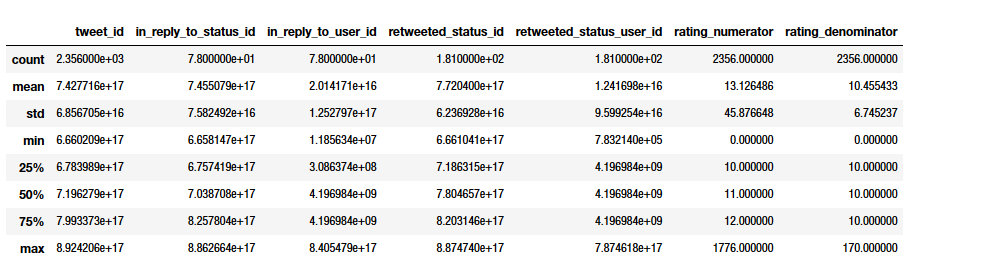 tweet_id in_reply_to_status_id in_reply_to_user_id retweeted_status_id retweeted_status_user_id rating_numerator rating_denominator
count 2.356000e+03 7.800000e+01 7.800000e+01 1.810000e+02 1.810000e+02 2356.000000 2356.000000
mean 7.427716e+17 7.455079e+17 2.014171e+16 7.720400e+17 1.241698e+16 13.126486 10.455433
std 6.856705e+16 7.582492e+16 1.252797e+17 6.236928e+16 9.599254e+16 45.876648 6.745237
min 6.660209e+17 6.658147e+17 1.185634e+07 6.661041e+17 7.832140e+05 0.000000 0.000000
25% 6.783989e+17 6.757419e+17 3.086374e+08 7.186315e+17 4.196984e+09 10.000000 10.000000
50% 7.196279e+17 7.038708e+17 4.196984e+09 7.804657e+17 4.196984e+09 11.000000 10.000000
75% 7.993373e+17 8.257804e+17 4.196984e+09 8.203146e+17 4.196984e+09 12.000000 10.000000
max 8.924206e+17 8.862664e+17 8.405479e+17 8.874740e+17 7.874618e+17 1776.000000 170.000000